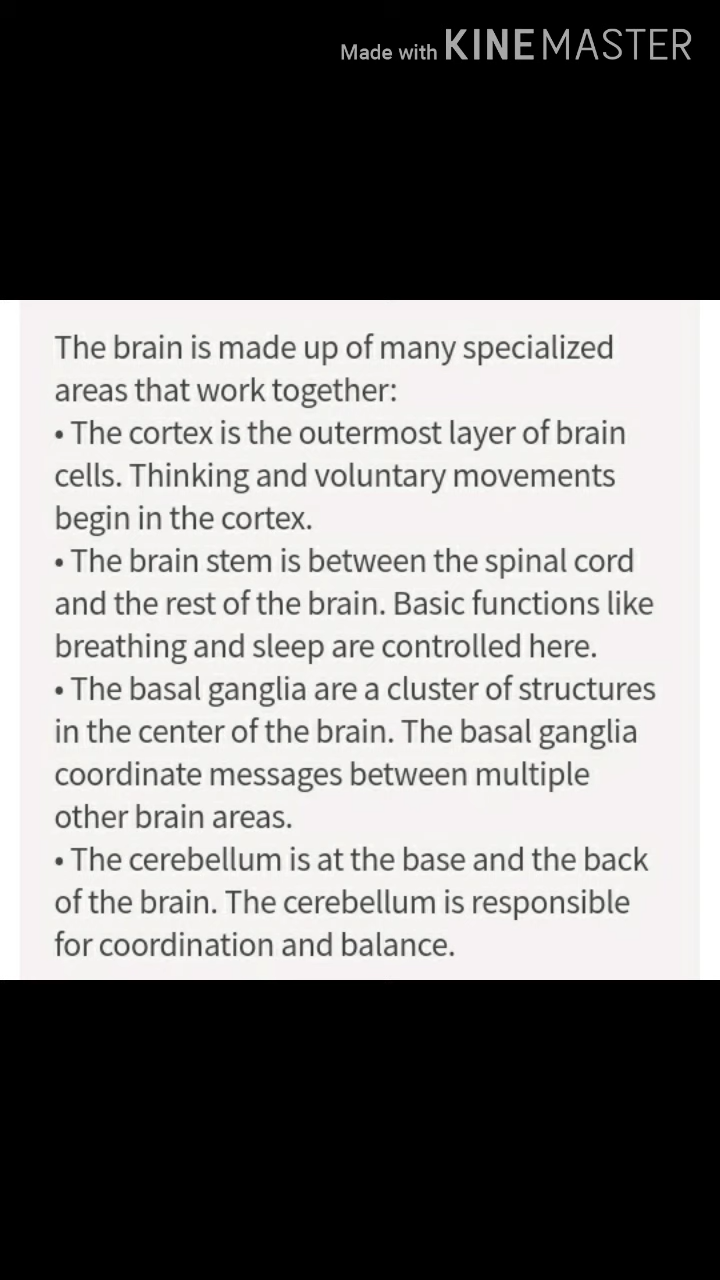 Made with KINEMASTER
The brain is made up of many specialized
areas that work together:
• The cortex is the outermost layer of brain
cells. Thinking and voluntary movements
begin in the cortex.
• The brain stem is between the spinal cord
and the rest of the brain. Basic functions like
breathing and sleep are controlled here.
• The basal ganglia are a cluster of structures
in the center of the brain. The basal ganglia
coordinate messages between multiple
other brain areas.
• The cerebellum is at the base and the back
of the brain. The cerebellum is responsible
for coordination and balance.